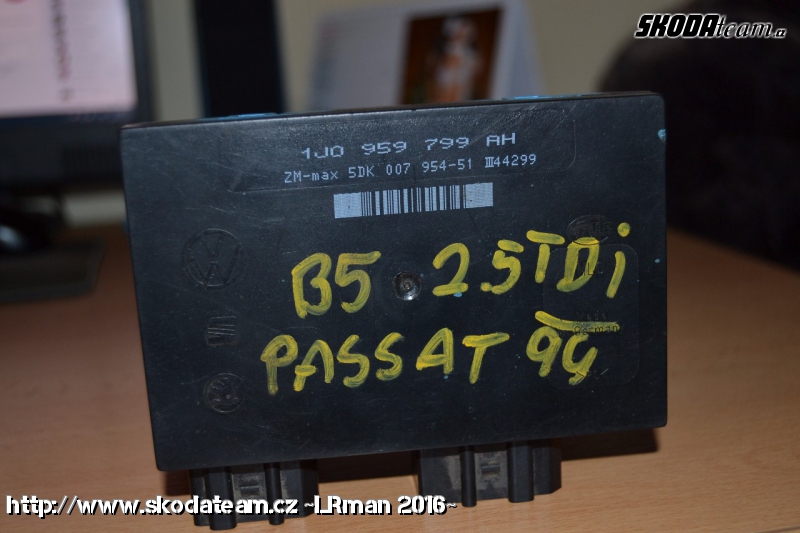 SKODAteam.cz
1J0 959 799 AH
ZM-max 5DK 007 954-51 III44299
B5 2.5TDi
PASSAT 99
German
http://www.skodateam.cz ~LRman 2016~